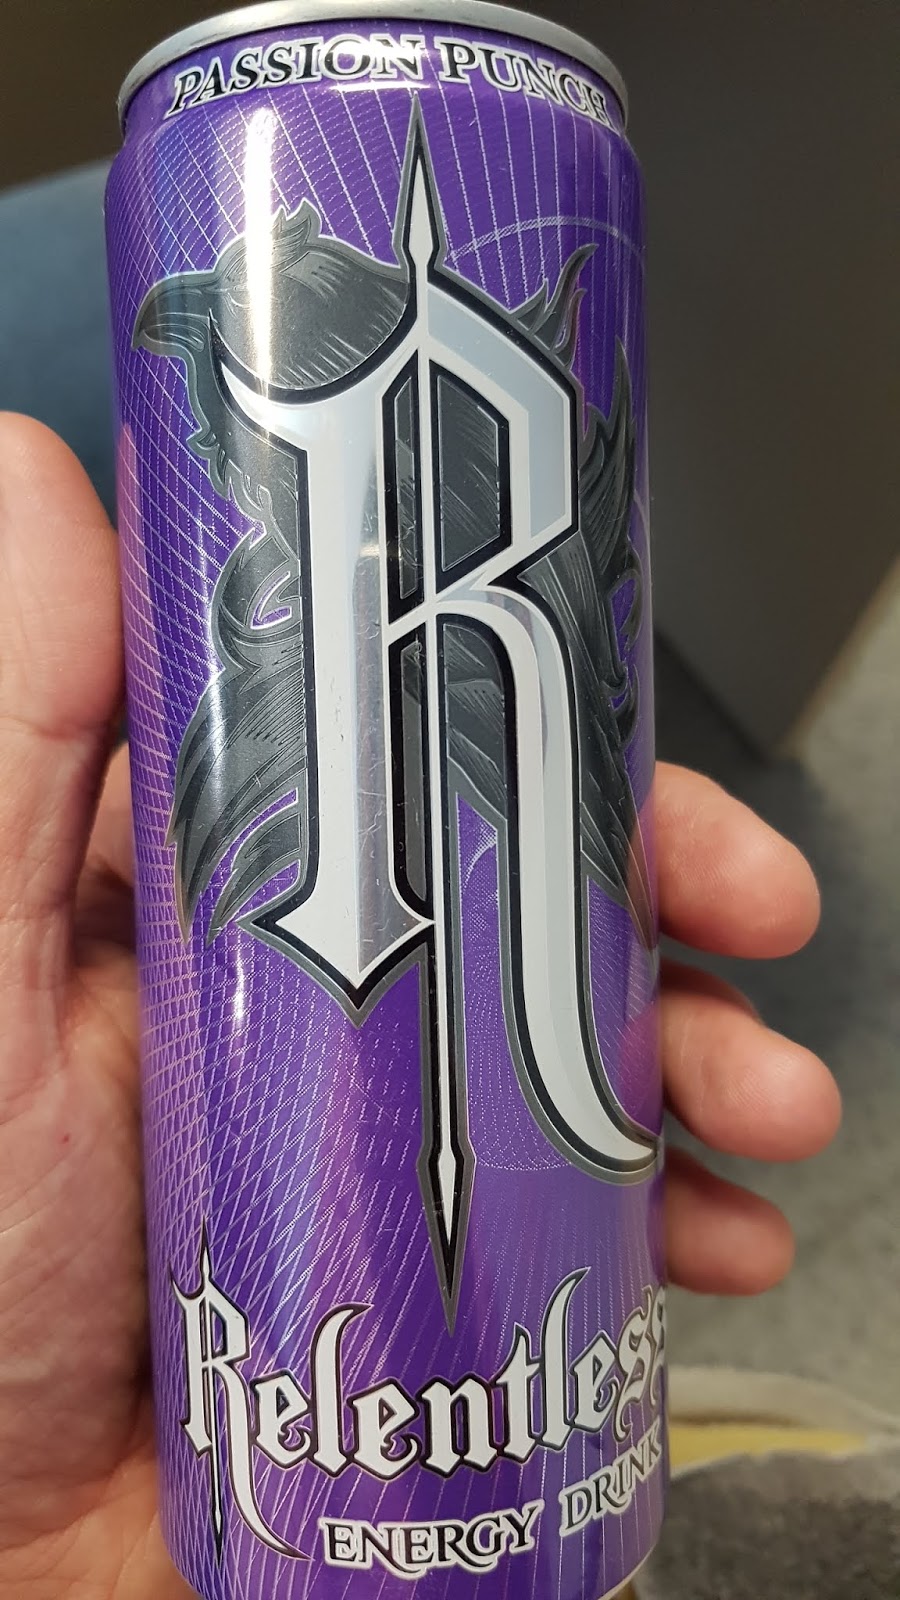 PASSION PUNCH
R
Relentless
ENERGY DRINK